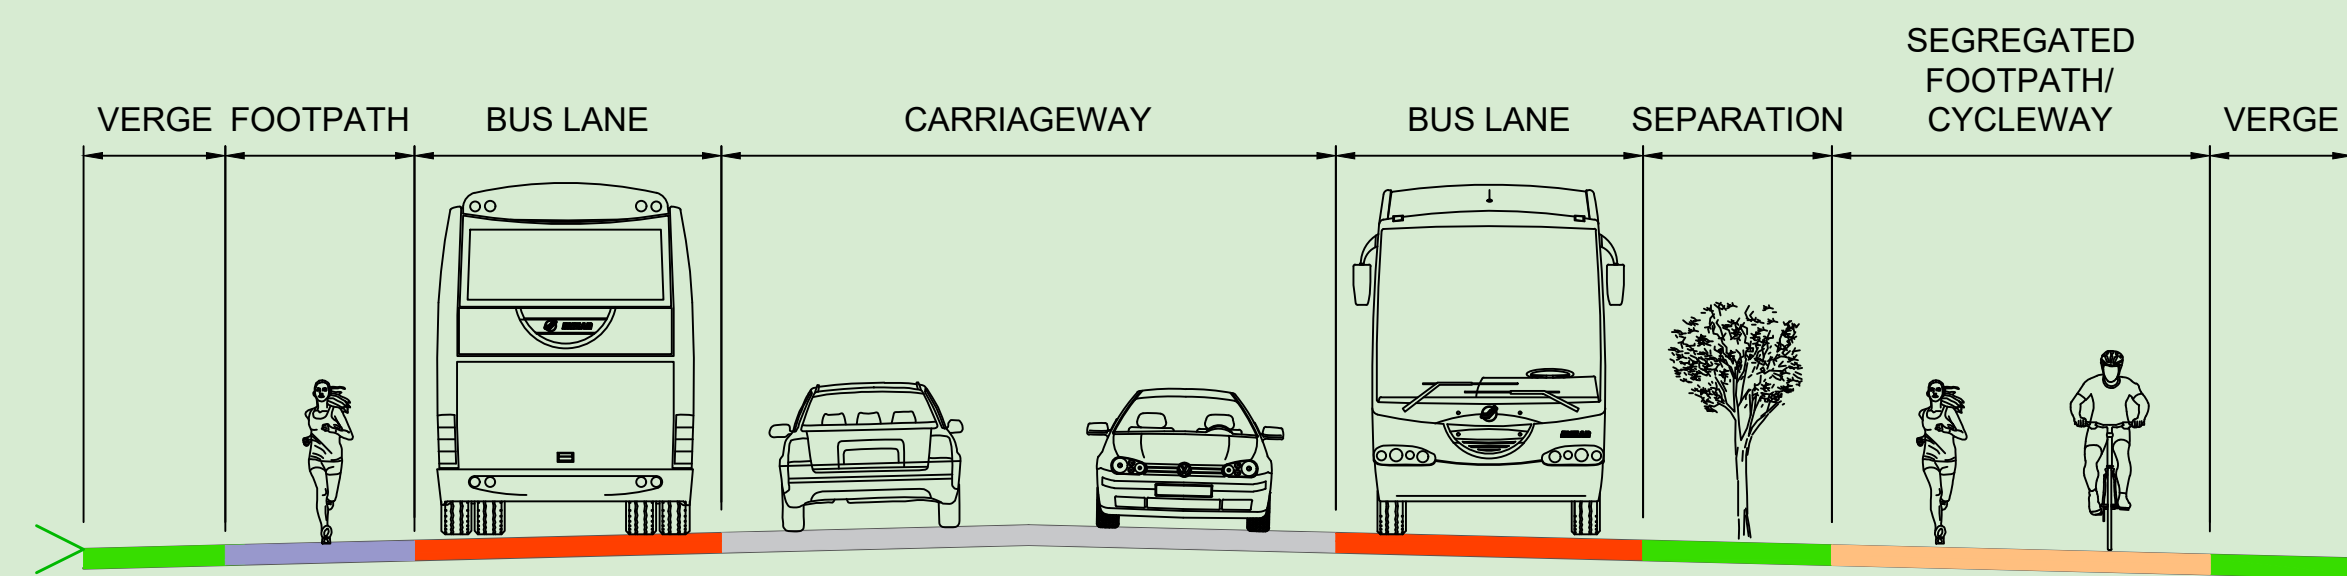 VERGE
FOOTPATH
BUS LANE
CARRIAGEWAY
BUS LANE
SEPARATION
SEGREGATED
FOOTPATH/
CYCLEWAY
VERGE